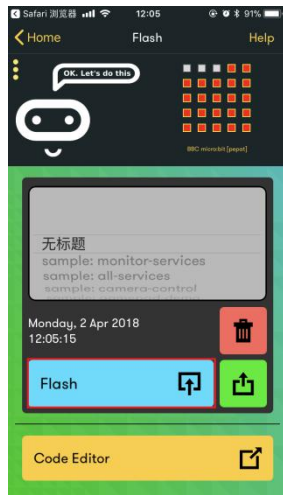 Safari 浏览器 12:05 91%
Home Flash Help
OK. Let's do this
BBC micro:bit [pepot]
无标题
sample: monitor-services
sample: all-services
sample: camera-control
Monday, 2 Apr 2018
12:05:15
Flash
Code Editor